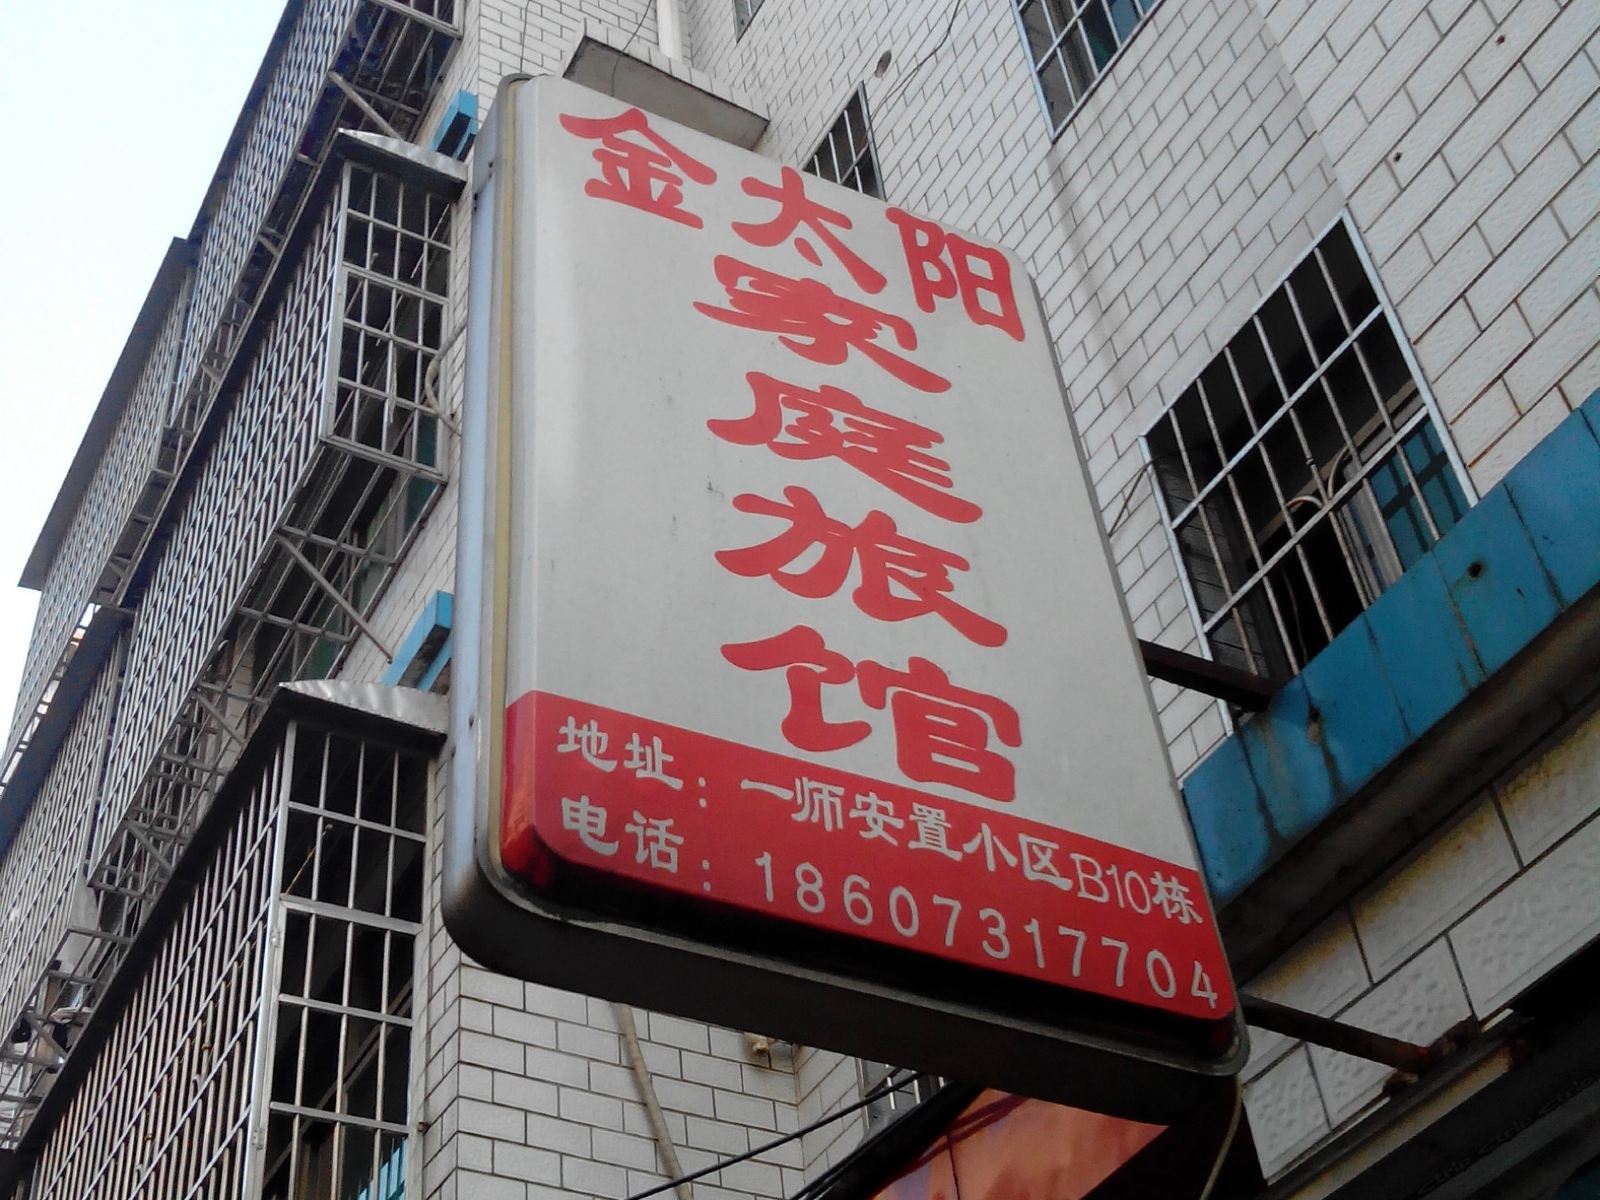 金太阳
家庭旅馆
地址：一师安置小区B10栋
电话：18607317704